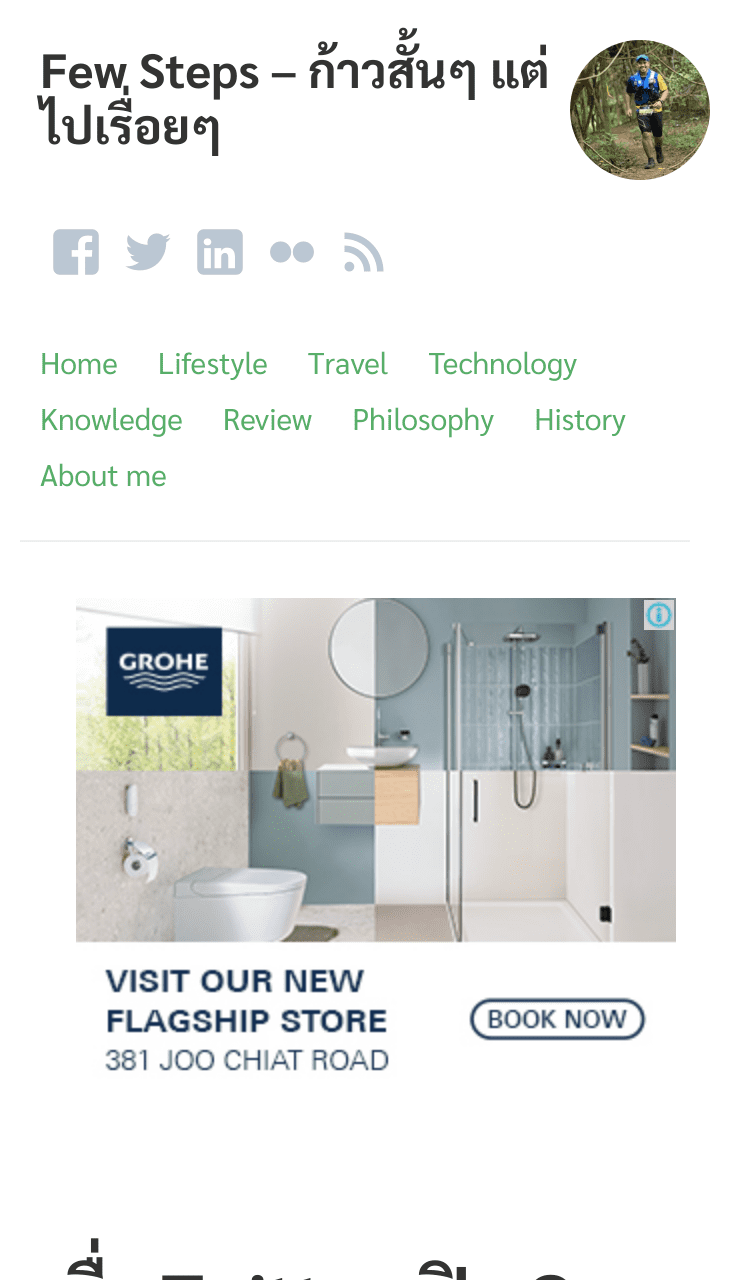 Few Steps – ก้าวสั้นๆ แต่
ไปเรื่อยๆ
Home Lifestyle Travel Technology
Knowledge Review Philosophy History
About me
GROHE
VISIT OUR NEW
FLAGSHIP STORE
381 JOO CHIAT ROAD
BOOK NOW